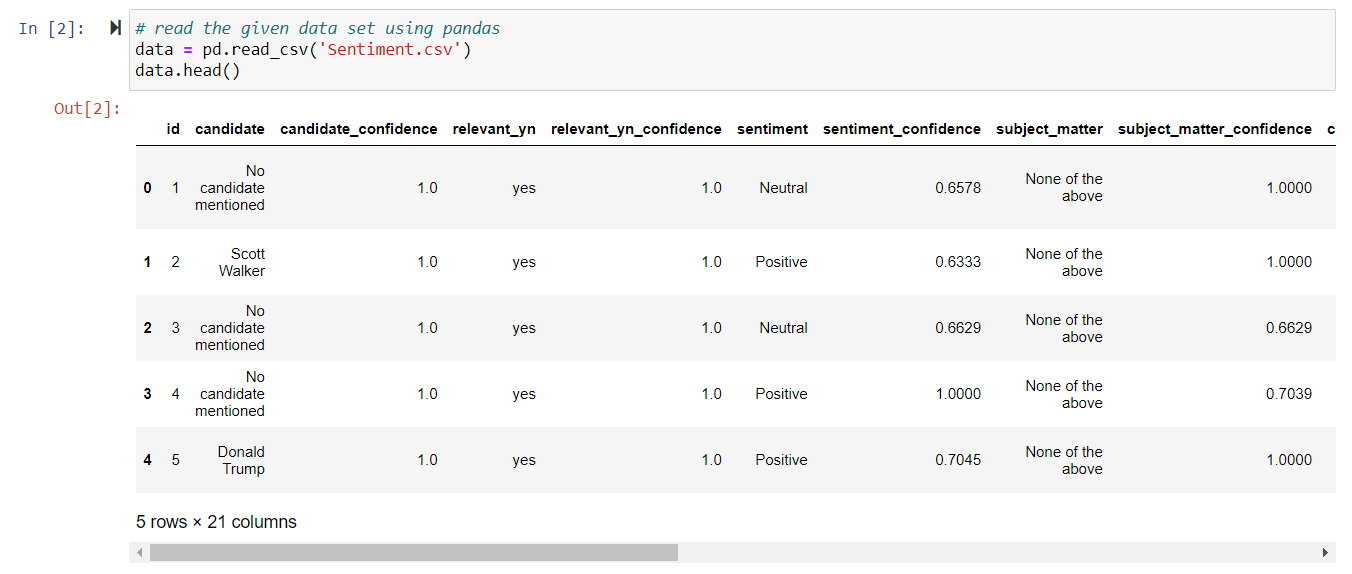 In [2]:
# read the given data set using pandas
data = pd.read_csv('Sentiment.csv')
data.head()
Out[2]:
id candidate candidate_confidence relevant_yn relevant_yn_confidence sentiment sentiment_confidence subject_matter subject_matter_confidence c
0 1 No candidate mentioned 1.0 yes 1.0 Neutral 0.6578 None of the above 1.0000
1 2 Scott Walker 1.0 yes 1.0 Positive 0.6333 None of the above 1.0000
2 3 No candidate mentioned 1.0 yes 1.0 Neutral 0.6629 None of the above 0.6629
3 4 No candidate mentioned 1.0 yes 1.0 Positive 1.0000 None of the above 0.7039
4 5 Donald Trump 1.0 yes 1.0 Positive 0.7045 None of the above 1.0000
5 rows × 21 columns